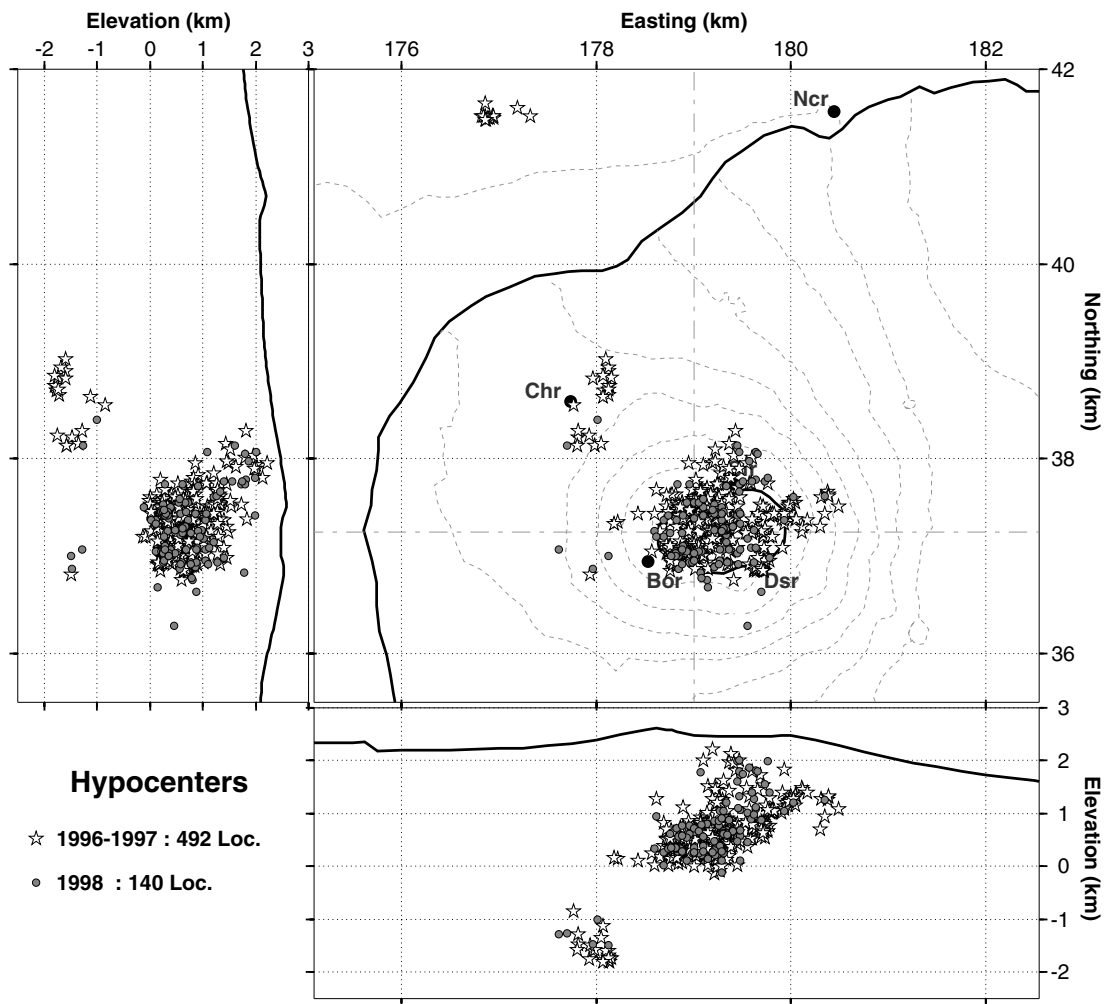 Elevation (km)
Easting (km)
-2 -1 0 1 2 3
176 178 180 182
42
Ncr
40
Northing (km)
Chr
38
Bor
Dsr
36
3
2
1
0
-1
-2
Elevation (km)
Hypocenters
1996-1997 : 492 Loc.
1998 : 140 Loc.